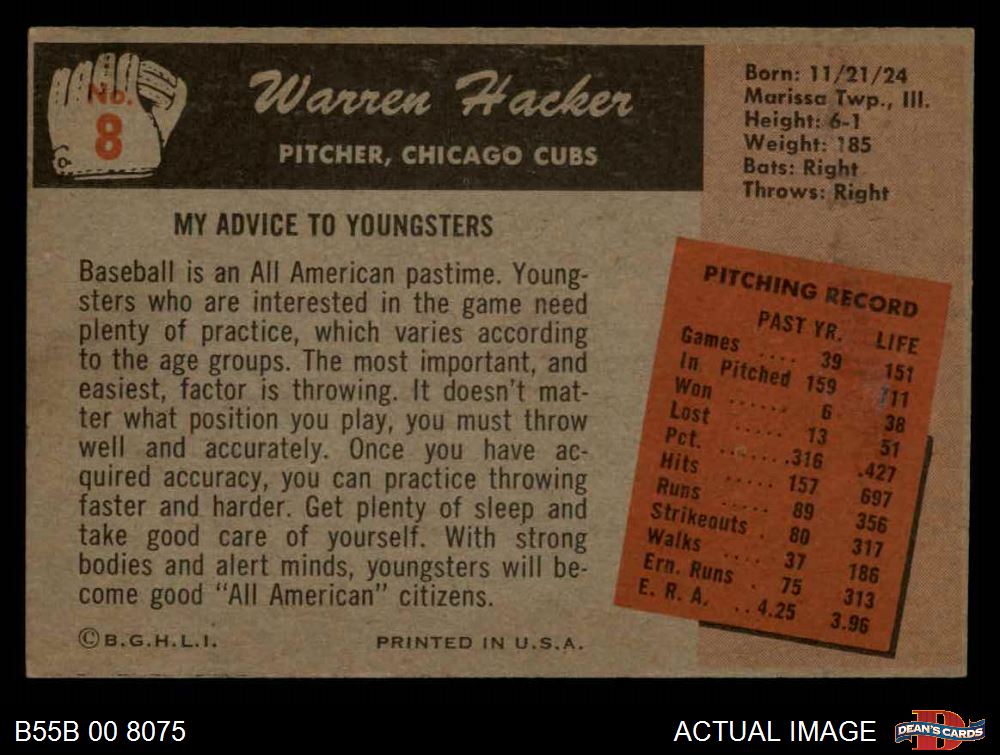 No.
8
Warren Hacker
PITCHER, CHICAGO CUBS
Born: 11/21/24
Marissa Twp., Ill.
Height: 6-1
Weight: 185
Bats: Right
Throws: Right
MY ADVICE TO YOUNGSTERS
Baseball is an All American pastime. Young-
sters who are interested in the game need
plenty of practice, which varies according
to the age groups. The most important, and
easiest, factor is throwing. It doesn't mat-
ter what position you play, you must throw
well and accurately. Once you have ac-
quired accuracy, you can practice throwing
faster and harder. Get plenty of sleep and
take good care of yourself. With strong
bodies and alert minds, youngsters will be-
come good "All American" citizens.
©B.G.H.L.I. PRINTED IN U.S.A.
PITCHING RECORD
PAST YR. LIFE
Games .... 39 151
In Pitched 159 711
Won ...... 6 38
Lost ..... 13 51
Pct. ........316 .427
Hits ..... 157 697
Runs ..... 89 356
Strikeouts . 80 317
Walks .... 37 186
Ern. Runs . 75 313
E. R. A. ..4.25 3.96
B55B 00 8075
ACTUAL IMAGE
D
DEAN'S CARDS